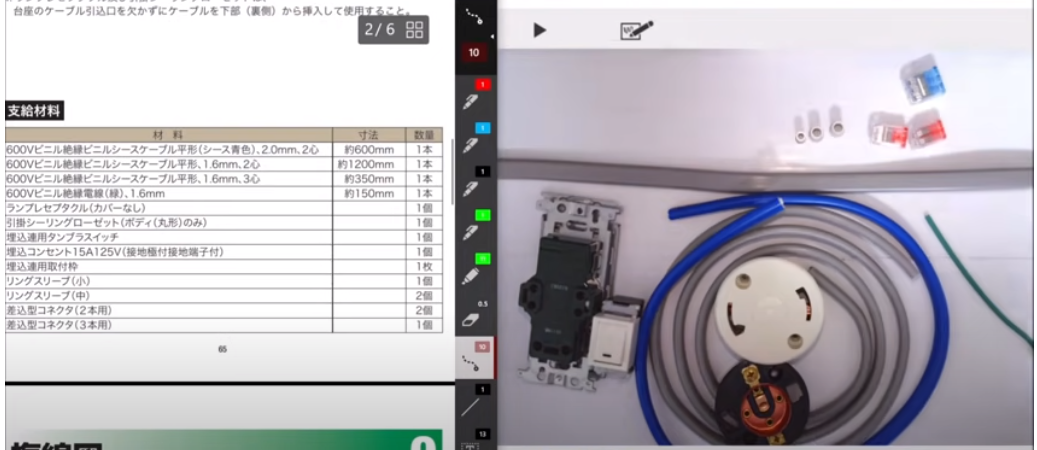 台座のケーブル引込口を欠かずにケーブルを下部（裏側）から挿入して使用すること。
2/6
支給材料
材　料 寸法 数量
600Vビニル絶縁ビニルシースケーブル平形（シース青色）、2.0mm、2心 約600mm 1本
600Vビニル絶縁ビニルシースケーブル平形、1.6mm、2心 約1200mm 1本
600Vビニル絶縁ビニルシースケーブル平形、1.6mm、3心 約350mm 1本
600Vビニル絶縁電線（緑）、1.6mm 約150mm 1本
ランプレセプタクル（カバーなし） 1個
引掛シーリングローゼット（ボディ（丸形）のみ） 1個
埋込連用タンブラスイッチ 1個
埋込コンセント15A125V（接地極付接地端子付） 1個
埋込連用取付枠 1枚
リングスリーブ（小） 1個
リングスリーブ（中） 2個
差込型コネクタ（2本用） 2個
差込型コネクタ（3本用） 1個
65
10
1
1
1
0.5
10
1
13